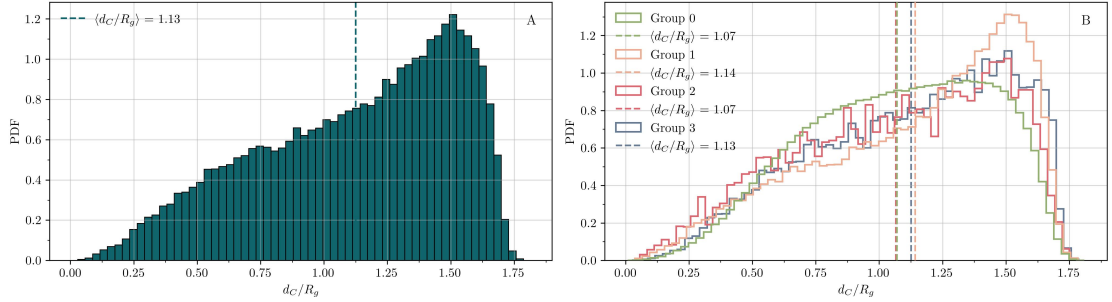 A
⟨d_C/R_g⟩ = 1.13
PDF
1.2
1.0
0.8
0.6
0.4
0.2
0.0
0.00 0.25 0.50 0.75 1.00 1.25 1.50 1.75
d_C/R_g
B
Group 0
⟨d_C/R_g⟩ = 1.07
Group 1
⟨d_C/R_g⟩ = 1.14
Group 2
⟨d_C/R_g⟩ = 1.07
Group 3
⟨d_C/R_g⟩ = 1.13
PDF
1.2
1.0
0.8
0.6
0.4
0.2
0.0
0.00 0.25 0.50 0.75 1.00 1.25 1.50 1.75
d_C/R_g